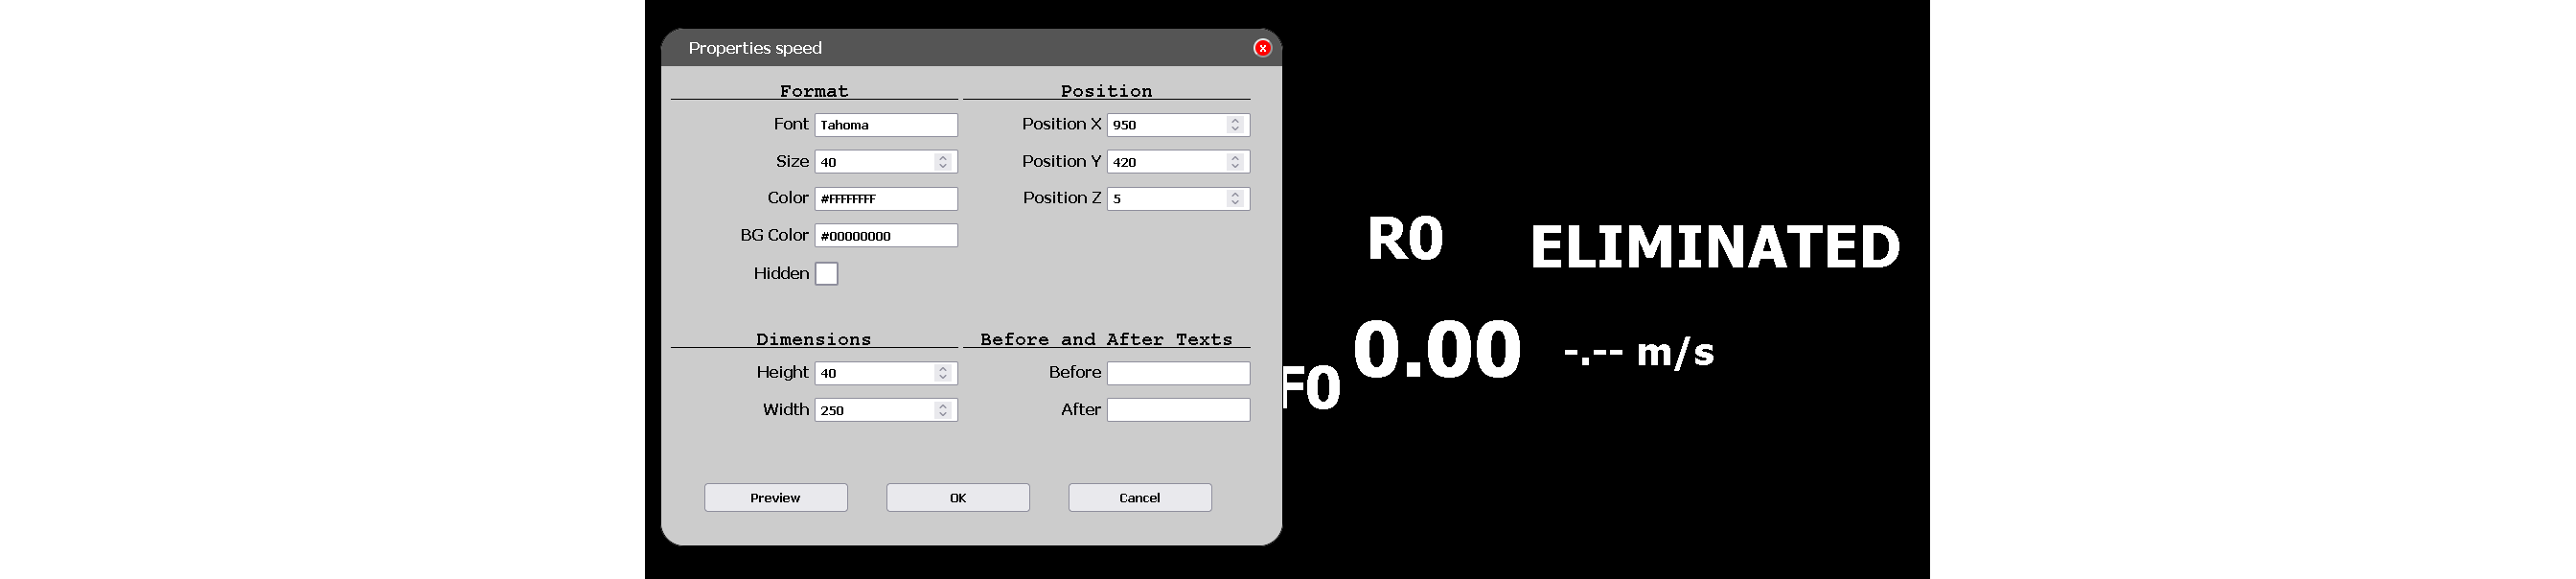 Properties speed
x
Format
Position
Font Tahoma
Position X 950
Size 40
Position Y 420
Color #FFFFFFFF
Position Z 5
BG Color #00000000
Hidden
Dimensions
Before and After Texts
Height 40
Before
Width 250
After
Preview
OK
Cancel
R0
ELIMINATED
0.00
-.-- m/s
F0